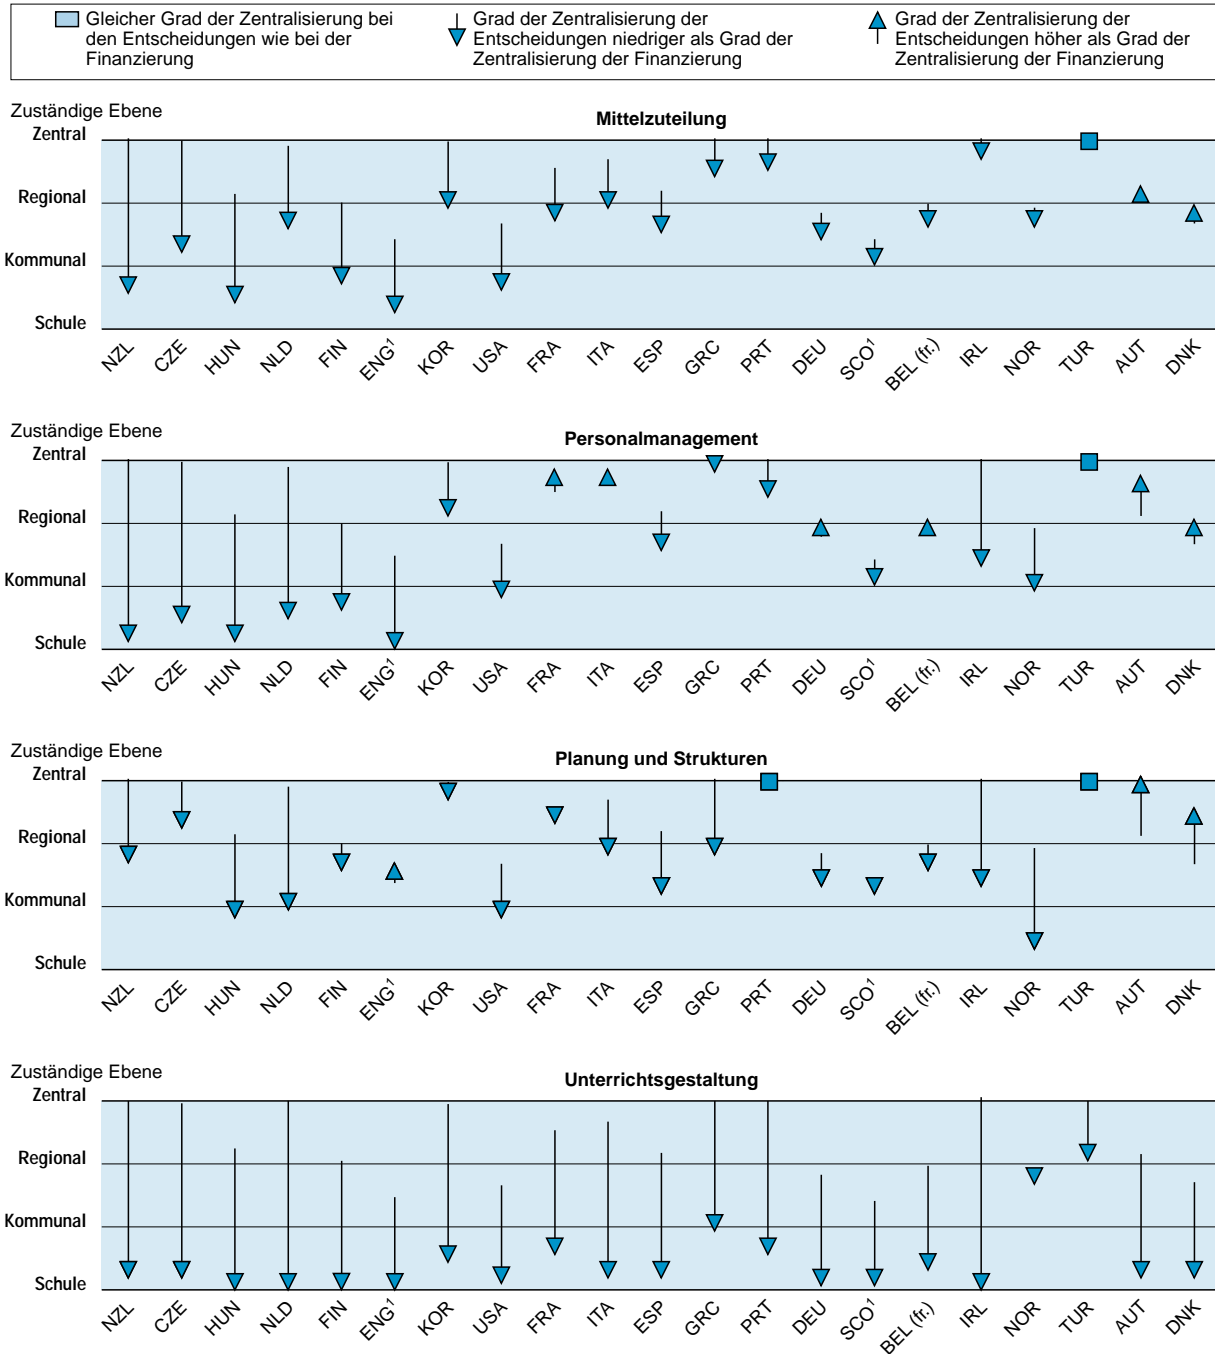 Gleicher Grad der Zentralisierung bei
den Entscheidungen wie bei der
Finanzierung
Grad der Zentralisierung der
Entscheidungen niedriger als Grad der
Zentralisierung der Finanzierung
Grad der Zentralisierung der
Entscheidungen höher als Grad der
Zentralisierung der Finanzierung
Zuständige Ebene
Mittelzuteilung
Zentral
Regional
Kommunal
Schule
NZL CZE HUN NLD FIN ENG¹ KOR USA FRA ITA ESP GRC PRT DEU SCO¹ BEL (fr.) IRL NOR TUR AUT DNK
Zuständige Ebene
Personalmanagement
Zentral
Regional
Kommunal
Schule
NZL CZE HUN NLD FIN ENG¹ KOR USA FRA ITA ESP GRC PRT DEU SCO¹ BEL (fr.) IRL NOR TUR AUT DNK
Zuständige Ebene
Planung und Strukturen
Zentral
Regional
Kommunal
Schule
NZL CZE HUN NLD FIN ENG¹ KOR USA FRA ITA ESP GRC PRT DEU SCO¹ BEL (fr.) IRL NOR TUR AUT DNK
Zuständige Ebene
Unterrichtsgestaltung
Zentral
Regional
Kommunal
Schule
NZL CZE HUN NLD FIN ENG¹ KOR USA FRA ITA ESP GRC PRT DEU SCO¹ BEL (fr.) IRL NOR TUR AUT DNK